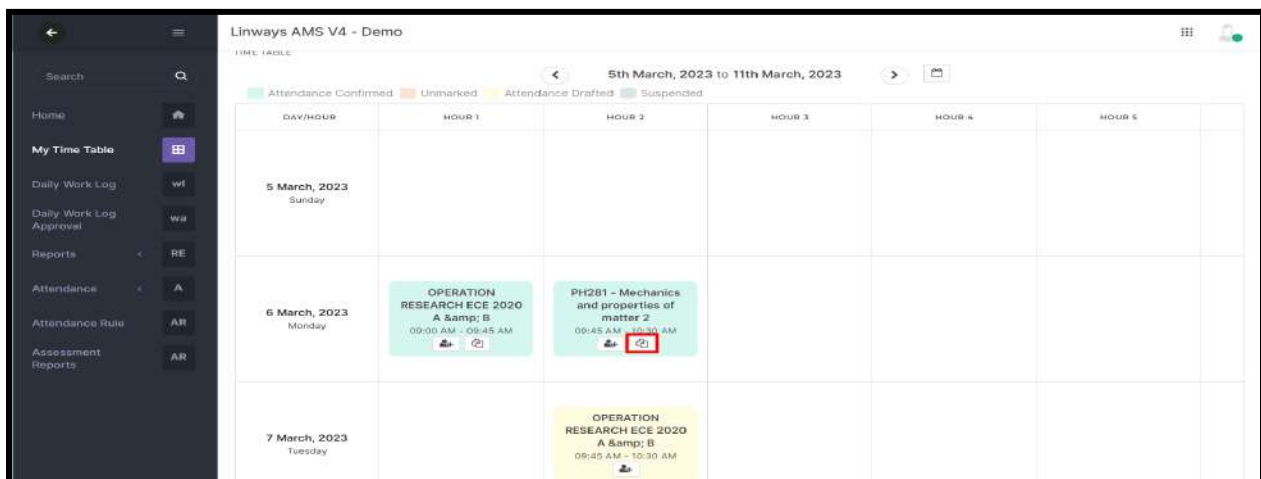 Linways AMS V4 - Demo
TIME TABLE
Search
5th March, 2023 to 11th March, 2023
Attendance Confirmed Unmarked Attendance Drafted Suspended
Home
My Time Table
Daily Work Log wl
Daily Work Log
Approval
wa
Reports RE
Attendance A
Attendance Rule AR
Assessment
Reports
AR
DAY/HOUR HOUR 1 HOUR 2 HOUR 3 HOUR 4 HOUR 5
5 March, 2023
Sunday
6 March, 2023
Monday
OPERATION
RESEARCH ECE 2020
A &amp; B
09:00 AM - 09:45 AM
PH281 - Mechanics
and properties of
matter 2
09:45 AM - 10:30 AM
7 March, 2023
Tuesday
OPERATION
RESEARCH ECE 2020
A &amp; B
09:45 AM - 10:30 AM